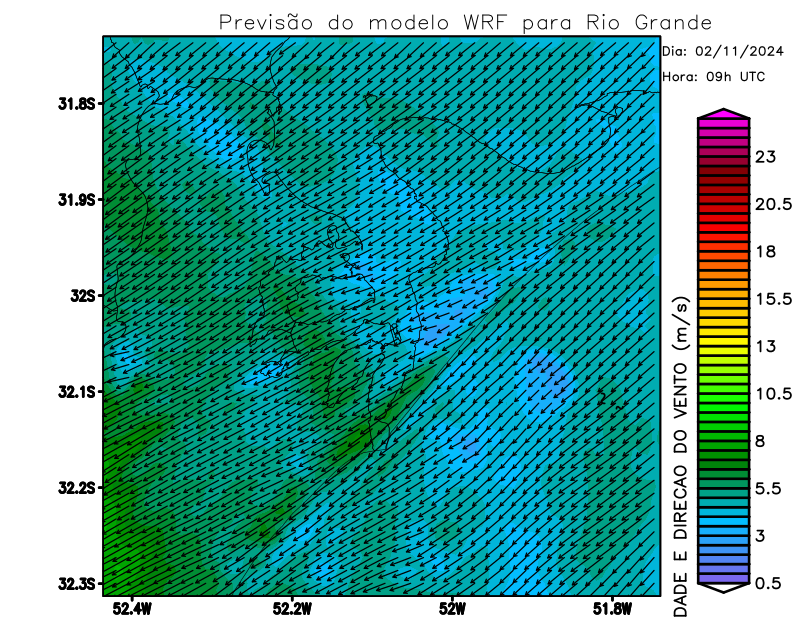 Previsão do modelo WRF para Rio Grande
Dia: 02/11/2024
Hora: 09h UTC
31.8S
31.9S
32S
32.1S
32.2S
32.3S
52.4W
52.2W
52W
51.8W
DADE E DIRECAO DO VENTO (m/s)
23
20.5
18
15.5
13
10.5
8
5.5
3
0.5